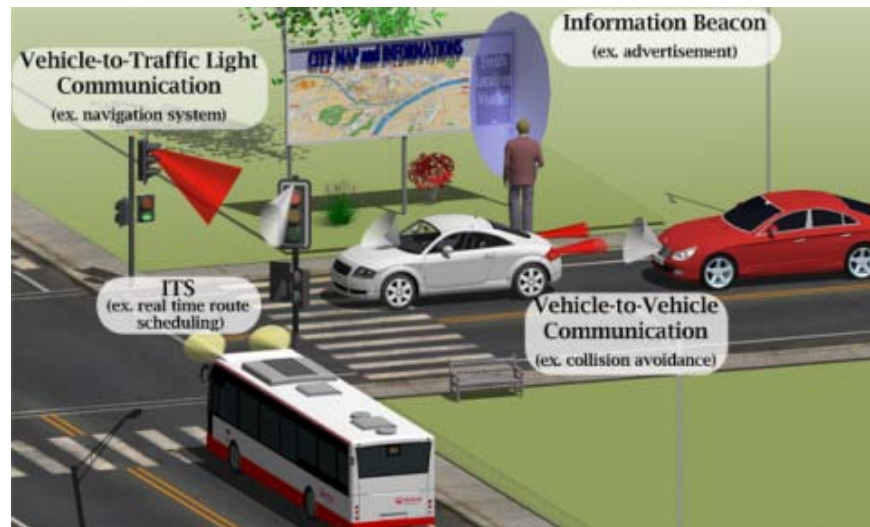 Information Beacon
(ex. advertisement)
Vehicle-to-Traffic Light
Communication
(ex. navigation system)
CITY MAP and INFORMATIONS
ITS
(ex. real time route
scheduling)
Vehicle-to-Vehicle
Communication
(ex. collision avoidance)